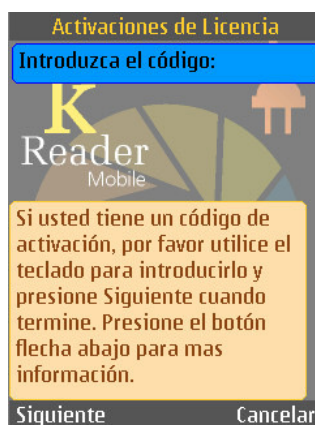 Activaciones de Licencia
Introduzca el código:
K
Reader
Mobile
Si usted tiene un código de
activación, por favor utilice el
teclado para introducirlo y
presione Siguiente cuando
termine. Presione el botón
flecha abajo para mas
información.
Siguiente Cancelar